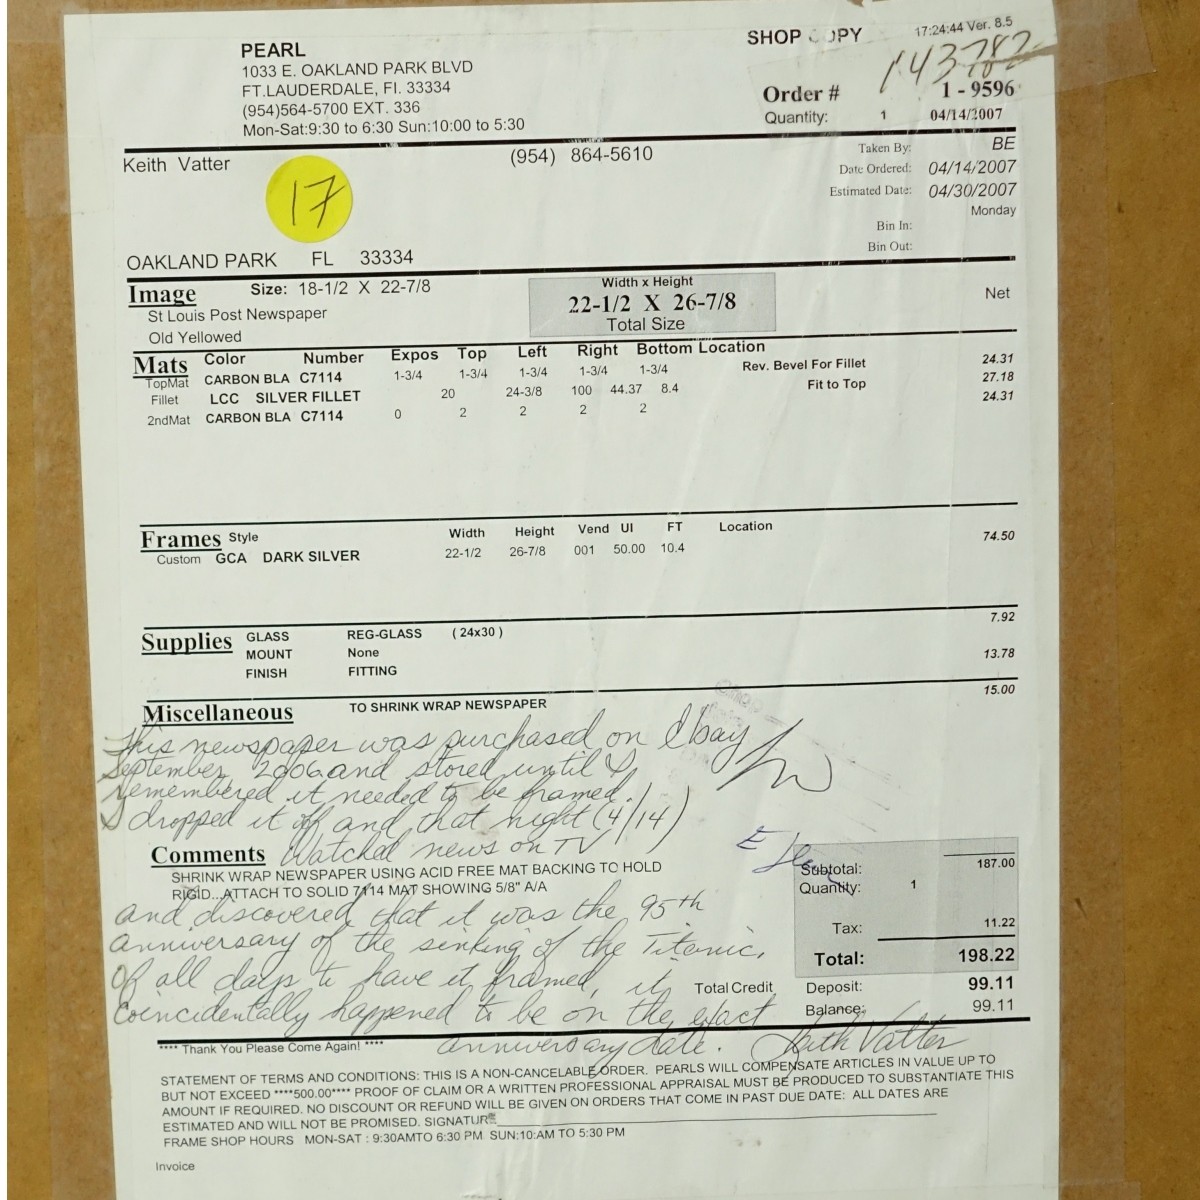 PEARL
1033 E. OAKLAND PARK BLVD
FT.LAUDERDALE, Fl. 33334
(954)564-5700 EXT. 336
Mon-Sat:9:30 to 6:30 Sun:10:00 to 5:30
SHOP COPY
17:24:44 Ver. 8.5
143782
Order # 1 - 9596
Quantity: 1 04/14/2007
Keith Vatter (954) 864-5610
17
Taken By: BE
Date Ordered: 04/14/2007
Estimated Date: 04/30/2007
Monday
Bin In:
Bin Out:
OAKLAND PARK FL 33334
Image Size: 18-1/2 X 22-7/8
St Louis Post Newspaper
Old Yellowed
Width x Height
22-1/2 X 26-7/8
Total Size
Net
Mats Color Number Expos Top Left Right Bottom Location
TopMat CARBON BLA C7114 1-3/4 1-3/4 1-3/4 1-3/4 1-3/4 Rev. Bevel For Fillet 24.31
Fillet LCC SILVER FILLET 20 24-3/8 100 44.37 8.4 Fit to Top 27.18
2ndMat CARBON BLA C7114 0 2 2 2 2 24.31
Frames Style Width Height Vend UI FT Location
Custom GCA DARK SILVER 22-1/2 26-7/8 001 50.00 10.4 74.50
Supplies GLASS REG-GLASS (24x30) 7.92
MOUNT None
FINISH FITTING 13.78
Miscellaneous TO SHRINK WRAP NEWSPAPER 15.00
This newspaper was purchased on Ebay
September 2006 and stored until I
remembered it needed to be framed.
I dropped it off and that night (4/14)
Watched news on TV
Comments
SHRINK WRAP NEWSPAPER USING ACID FREE MAT BACKING TO HOLD
RIGID...ATTACH TO SOLID 7114 MAT SHOWING 5/8" A/A
and discovered that it was the 95th
anniversary of the sinking of the Titanic.
Of all days to have it framed, it
coincidentally happened to be on the exact
anniversary date. Keith Vatter
Subtotal: 187.00
Quantity: 1
Tax: 11.22
Total: 198.22
Total Credit Deposit: 99.11
Balance: 99.11
**** Thank You Please Come Again! ****
STATEMENT OF TERMS AND CONDITIONS: THIS IS A NON-CANCELABLE ORDER. PEARLS WILL COMPENSATE ARTICLES IN VALUE UP TO
BUT NOT EXCEED ****500.00**** PROOF OF CLAIM OR A WRITTEN PROFESSIONAL APPRAISAL MUST BE PRODUCED TO SUBSTANTIATE THIS
AMOUNT IF REQUIRED. NO DISCOUNT OR REFUND WILL BE GIVEN ON ORDERS THAT COME IN PAST DUE DATE: ALL DATES ARE
ESTIMATED AND WILL NOT BE PROMISED. SIGNATURE
FRAME SHOP HOURS MON-SAT : 9:30AMTO 6:30 PM SUN:10:AM TO 5:30 PM
Invoice